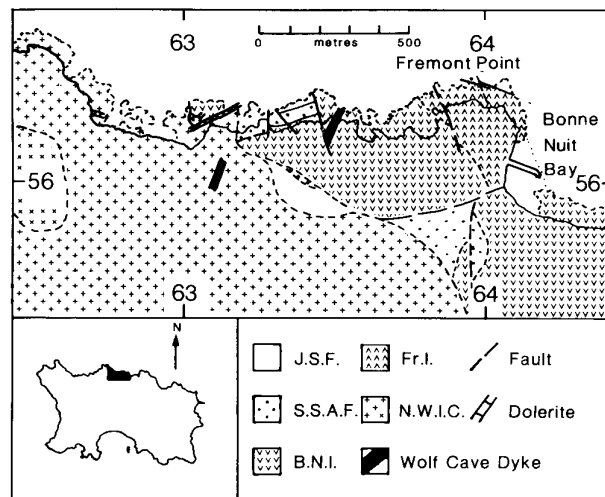 63 64
0 metres 500
Fremont Point
Bonne
Nuit
Bay
56 56
63 64
N
J.S.F. Fr.I. Fault
S.S.A.F. N.W.I.C. Dolerite
B.N.I. Wolf Cave Dyke